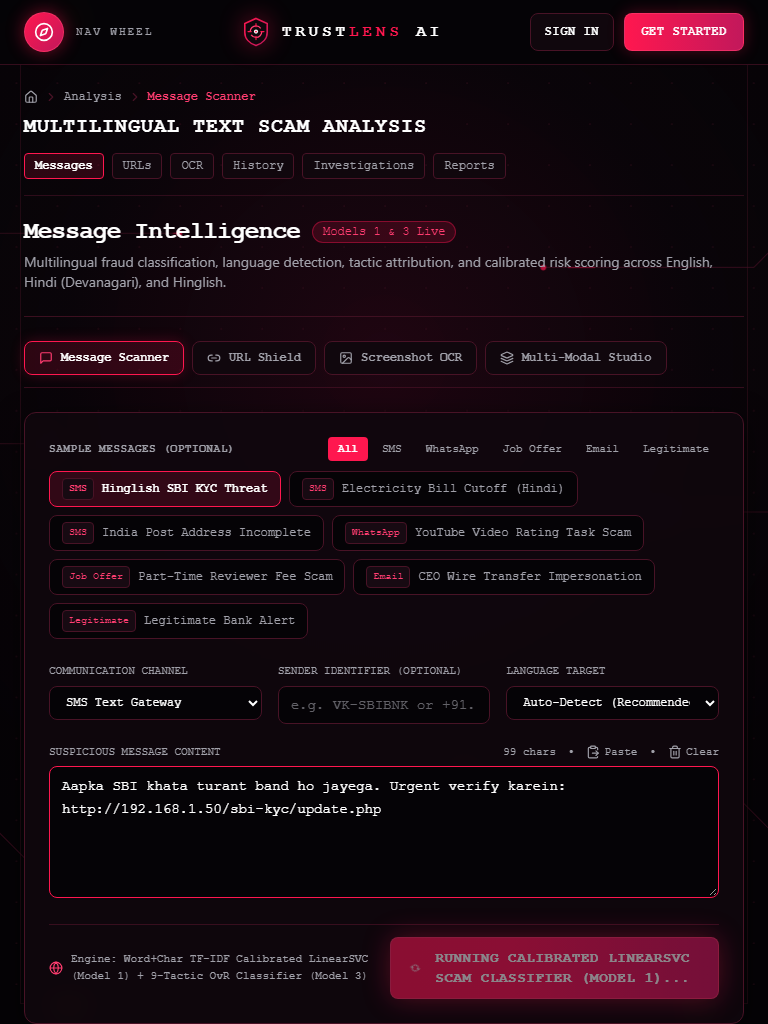 NAV WHEEL
TRUSTLENS AI
SIGN IN
GET STARTED
Analysis
Message Scanner
MULTILINGUAL TEXT SCAM ANALYSIS
Messages
URLs
OCR
History
Investigations
Reports
Message Intelligence
Models 1 & 3 Live
Multilingual fraud classification, language detection, tactic attribution, and calibrated risk scoring across English,
Hindi (Devanagari), and Hinglish.
Message Scanner
URL Shield
Screenshot OCR
Multi-Modal Studio
SAMPLE MESSAGES (OPTIONAL)
All
SMS
WhatsApp
Job Offer
Email
Legitimate
SMS Hinglish SBI KYC Threat
SMS Electricity Bill Cutoff (Hindi)
SMS India Post Address Incomplete
WhatsApp YouTube Video Rating Task Scam
Job Offer Part-Time Reviewer Fee Scam
Email CEO Wire Transfer Impersonation
Legitimate Legitimate Bank Alert
COMMUNICATION CHANNEL
SENDER IDENTIFIER (OPTIONAL)
LANGUAGE TARGET
SMS Text Gateway
e.g. VK-SBIBNK or +91.
Auto-Detect (Recommende
SUSPICIOUS MESSAGE CONTENT
99 chars • Paste • Clear
Aapka SBI khata turant band ho jayega. Urgent verify karein:
http://192.168.1.50/sbi-kyc/update.php
Engine: Word+Char TF-IDF Calibrated LinearSVC
(Model 1) + 9-Tactic OvR Classifier (Model 3)
RUNNING CALIBRATED LINEARSVC
SCAM CLASSIFIER (MODEL 1)...